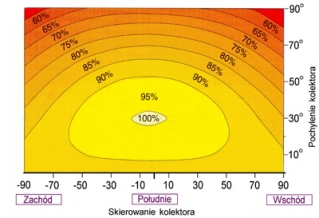 60% 60% 90°
65% 65%
70% 70%
75% 75% 70°
80% 80%
85% 85%
90% 90% 50°
95%
100% 30°
10°
Pochylenie kolektora
-90 -70 -50 -30 -10 10 30 50 70 90
Zachód Południe Wschód
Skierowanie kolektora